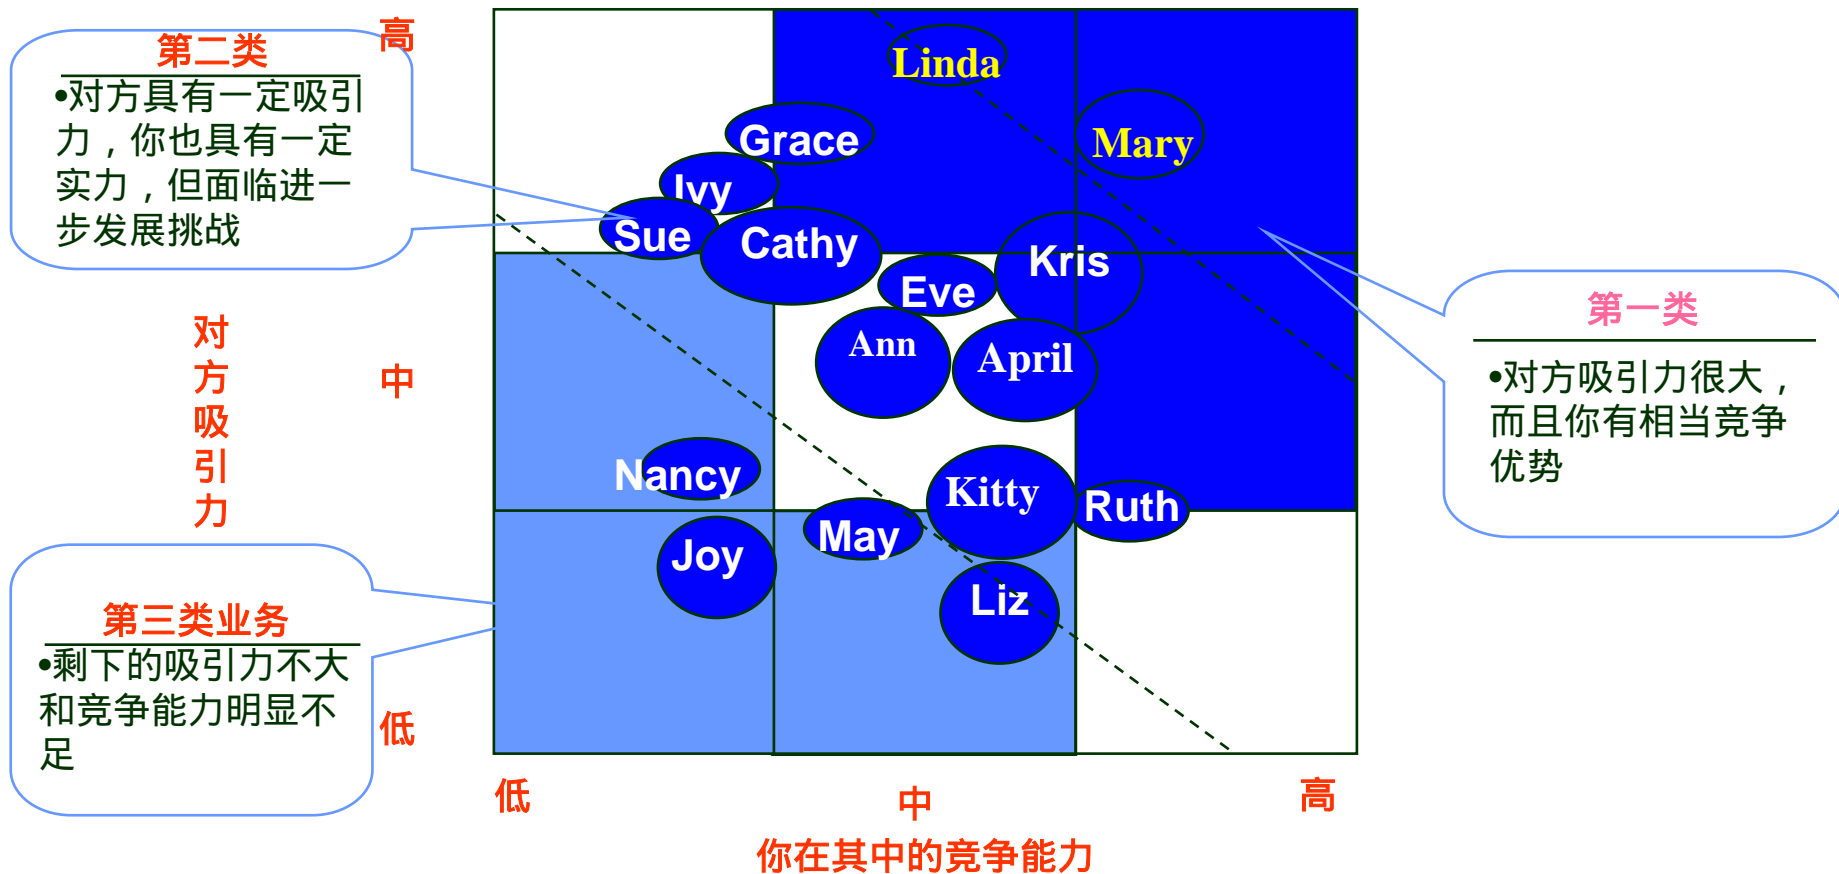 高
第二类
•对方具有一定吸引
力，你也具有一定
实力，但面临进一
步发展挑战
Linda
Mary
Grace
Ivy
Sue
Cathy
Kris
Eve
Ann
April
第一类
•对方吸引力很大，
而且你有相当竞争
优势
对
方
吸
引
力
中
Nancy
Kitty
Ruth
May
Joy
Liz
第三类业务
•剩下的吸引力不大
和竞争能力明显不
足
低
低
中
高
你在其中的竞争能力